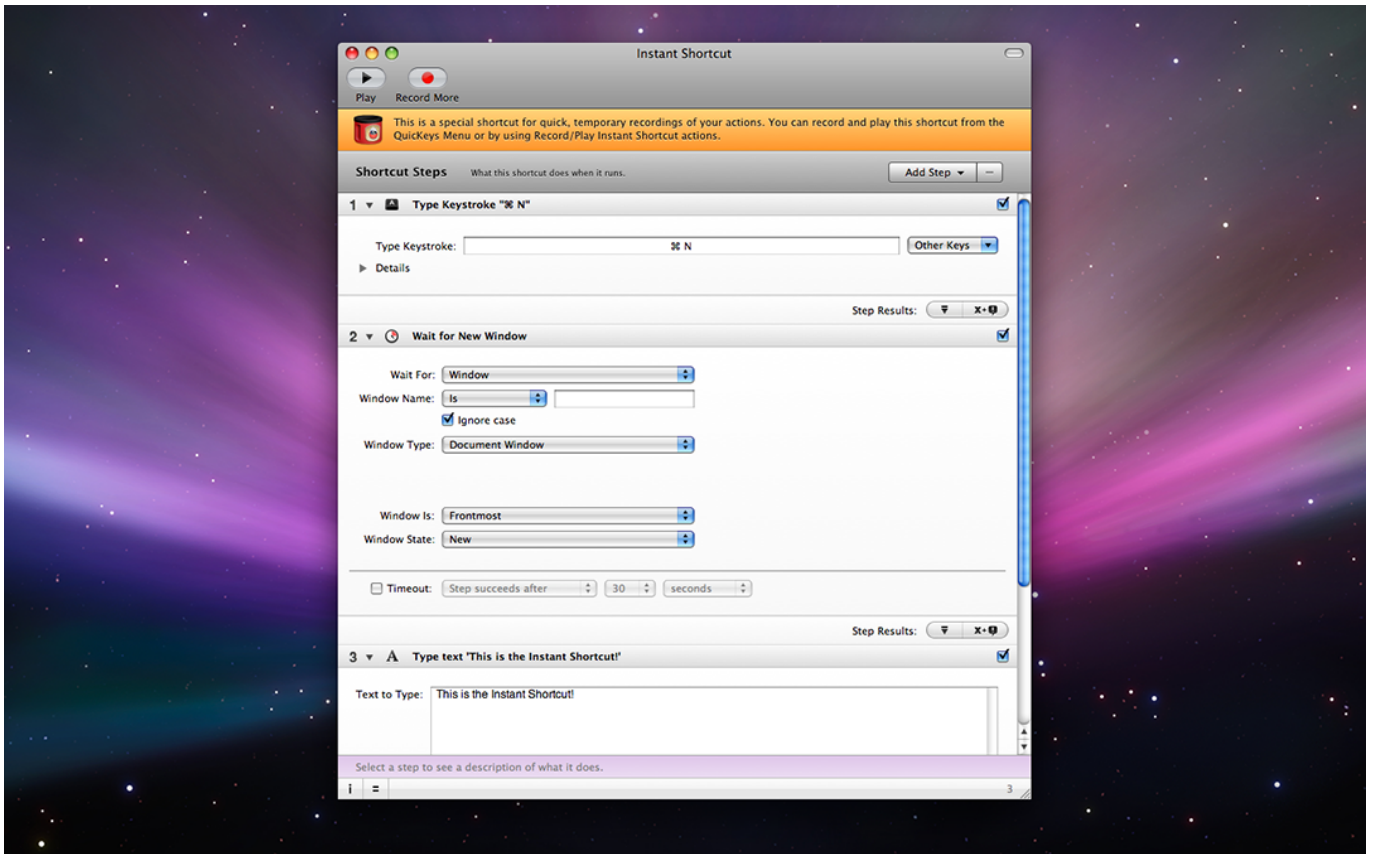 Instant Shortcut
Play Record More
This is a special shortcut for quick, temporary recordings of your actions. You can record and play this shortcut from the
QuicKeys Menu or by using Record/Play Instant Shortcut actions.
Shortcut Steps What this shortcut does when it runs. Add Step −
1 Type Keystroke "⌘ N"
Type Keystroke: ⌘ N Other Keys
Details
Step Results: X
2 Wait for New Window
Wait For: Window
Window Name: Is
Ignore case
Window Type: Document Window
Window Is: Frontmost
Window State: New
Timeout: Step succeeds after 30 seconds
Step Results: X
3 A Type text 'This is the Instant Shortcut!'
Text to Type: This is the Instant Shortcut!
Select a step to see a description of what it does.
i = 3